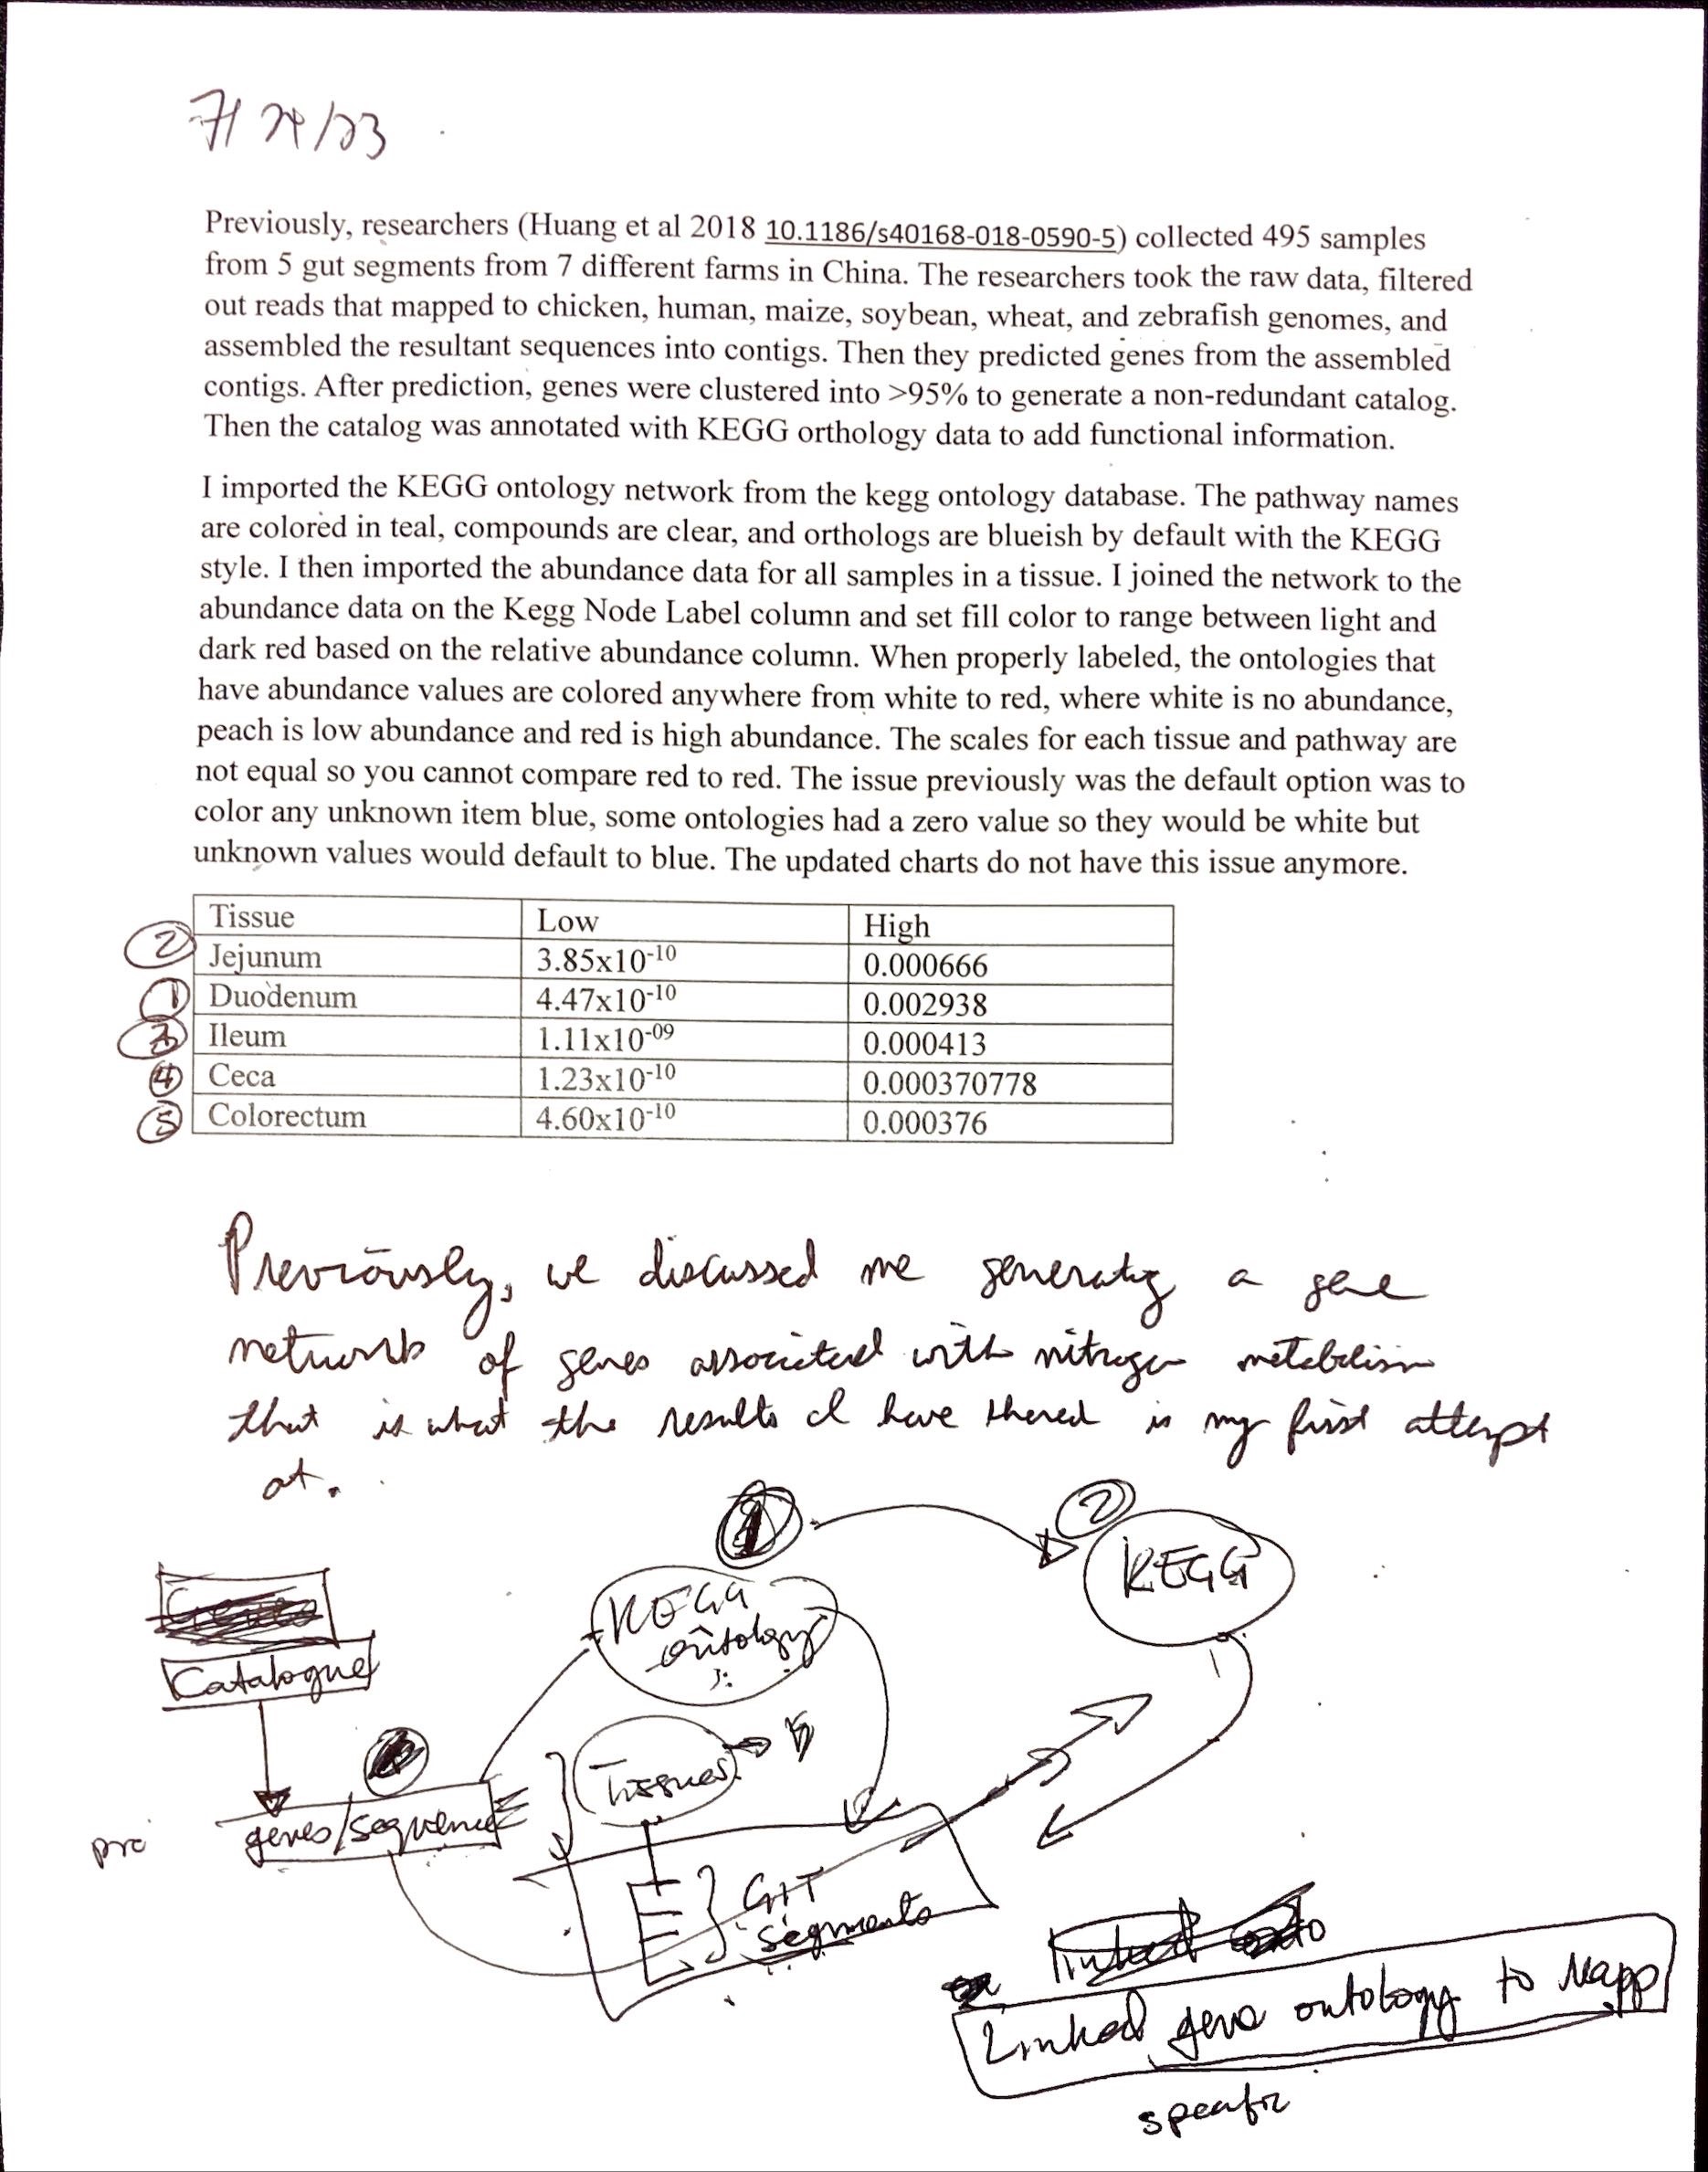 7/24/23
Previously, researchers (Huang et al 2018 10.1186/s40168-018-0590-5) collected 495 samples
from 5 gut segments from 7 different farms in China. The researchers took the raw data, filtered
out reads that mapped to chicken, human, maize, soybean, wheat, and zebrafish genomes, and
assembled the resultant sequences into contigs. Then they predicted genes from the assembled
contigs. After prediction, genes were clustered into >95% to generate a non-redundant catalog.
Then the catalog was annotated with KEGG orthology data to add functional information.
I imported the KEGG ontology network from the kegg ontology database. The pathway names
are colored in teal, compounds are clear, and orthologs are blueish by default with the KEGG
style. I then imported the abundance data for all samples in a tissue. I joined the network to the
abundance data on the Kegg Node Label column and set fill color to range between light and
dark red based on the relative abundance column. When properly labeled, the ontologies that
have abundance values are colored anywhere from white to red, where white is no abundance,
peach is low abundance and red is high abundance. The scales for each tissue and pathway are
not equal so you cannot compare red to red. The issue previously was the default option was to
color any unknown item blue, some ontologies had a zero value so they would be white but
unknown values would default to blue. The updated charts do not have this issue anymore.
Tissue Low High
2 Jejunum 3.85x10⁻¹⁰ 0.000666
1 Duodenum 4.47x10⁻¹⁰ 0.002938
3 Ileum 1.11x10⁻⁰⁹ 0.000413
4 Ceca 1.23x10⁻¹⁰ 0.000370778
5 Colorectum 4.60x10⁻¹⁰ 0.000376
Previously, we discussed me generating a gene
network of genes associated with nitrogen metabolism
that is what the results I have shared is my first attempt
at.
1 2
KEGG
KEGG
ontology
Catalogue
Tissues 5
genes/sequence
pro
GIT
segments
linked
Linked gene ontology to Mapp
specific